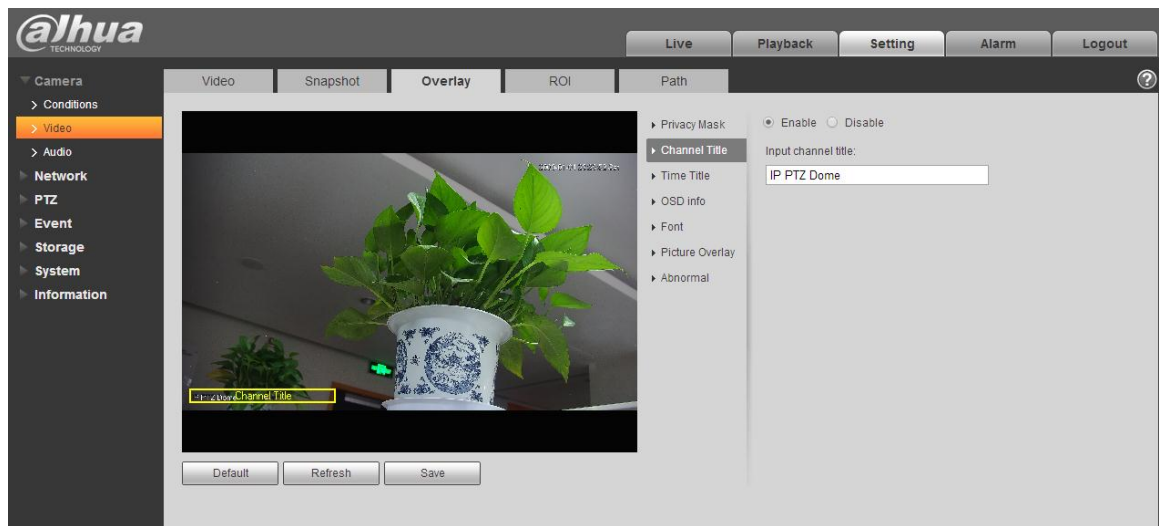 alhua
TECHNOLOGY
Live Playback Setting Alarm Logout
Camera
Conditions
Video
Audio
Network
PTZ
Event
Storage
System
Information
Video Snapshot Overlay ROI Path
Channel Title
Default Refresh Save
Privacy Mask
Channel Title
Time Title
OSD info
Font
Picture Overlay
Abnormal
Enable Disable
Input channel title:
IP PTZ Dome